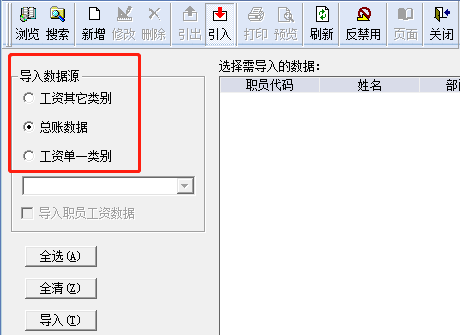 浏览 搜索 新增 修改 删除 引出 引入 打印 预览 刷新 反禁用 页面 关闭
导入数据源
工资其它类别
总账数据
工资单一类别
导入职员工资数据
全选(A)
全清(Z)
导入(T)
选择需导入的数据:
职员代码 姓名 部